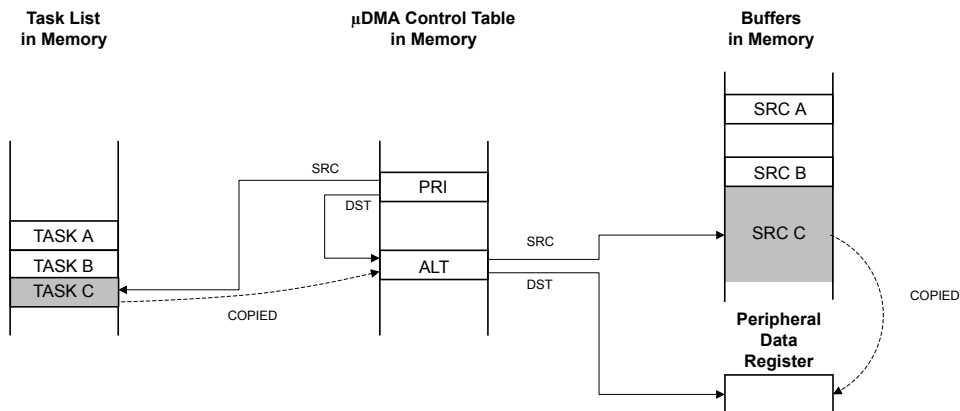 Task List
in Memory
µDMA Control Table
in Memory
Buffers
in Memory
SRC A
SRC B
SRC C
SRC
PRI
DST
TASK A
TASK B
TASK C
ALT
SRC
DST
COPIED
COPIED
Peripheral
Data
Register